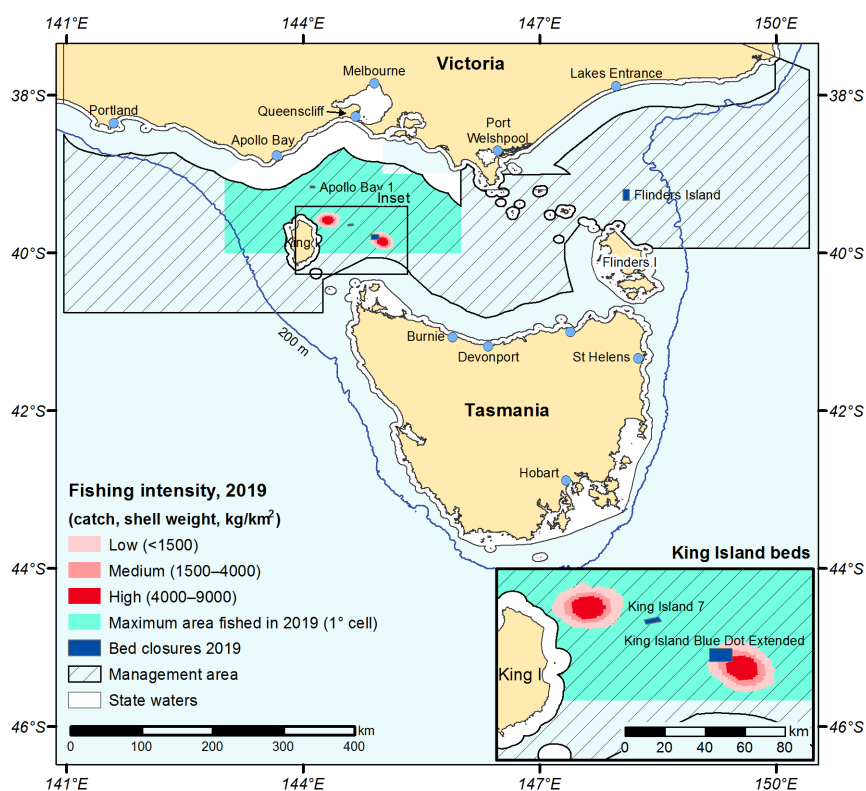 141°E
144°E
147°E
150°E
Victoria
Melbourne
Lakes Entrance
38°S
38°S
Portland
Queenscliff
Port
Welshpool
Apollo Bay
Apollo Bay 1
Inset
Flinders Island
40°S
40°S
King I
Flinders I
200 m
Burnie
Devonport
St Helens
42°S
42°S
Tasmania
Hobart
Fishing intensity, 2019
(catch, shell weight, kg/km²)
Low (<1500)
Medium (1500–4000)
High (4000–9000)
Maximum area fished in 2019 (1° cell)
Bed closures 2019
Management area
State waters
King Island beds
44°S
44°S
King Island 7
King Island Blue Dot Extended
King I
46°S
46°S
km
0 100 200 300 400
km
0 20 40 60 80
141°E
144°E
147°E
150°E